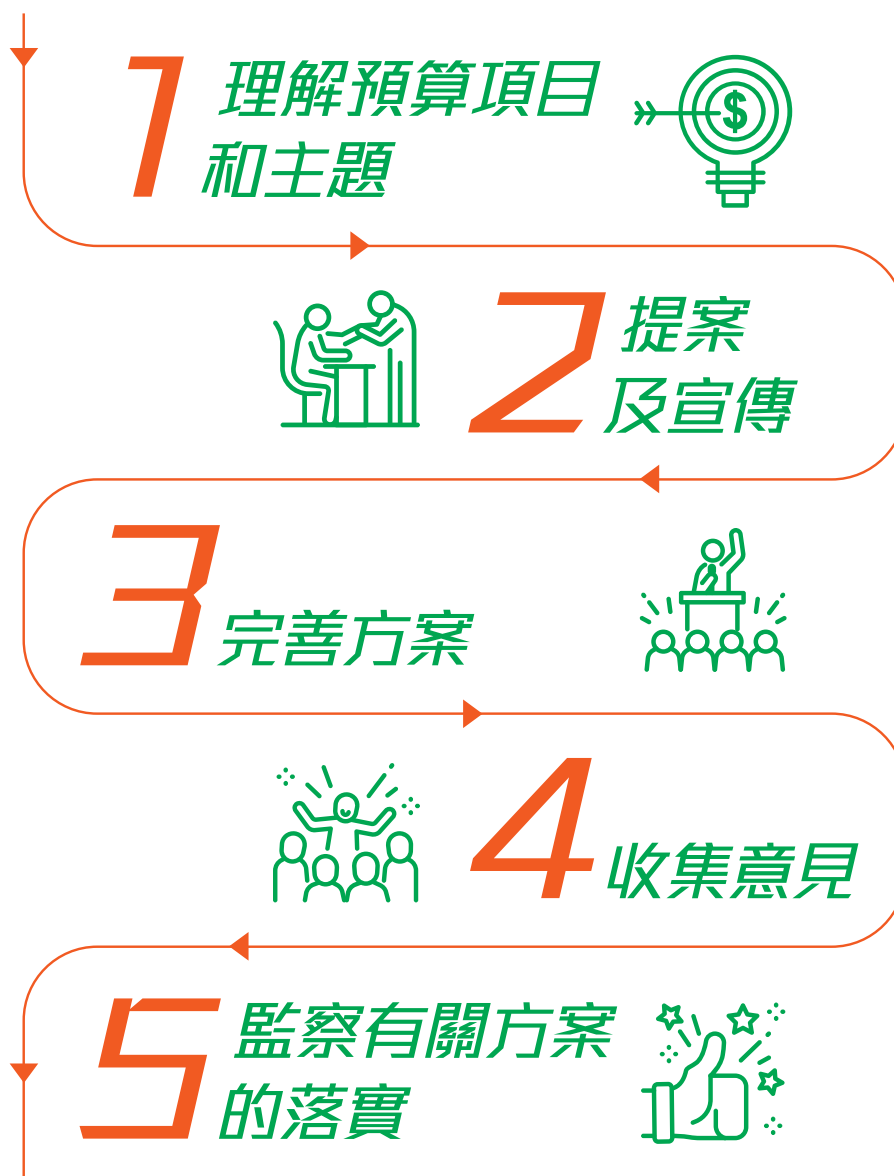 1 理解預算項目
和主題
$
2 提案
及宣傳
3 完善方案
4 收集意見
5 監察有關方案
的落實